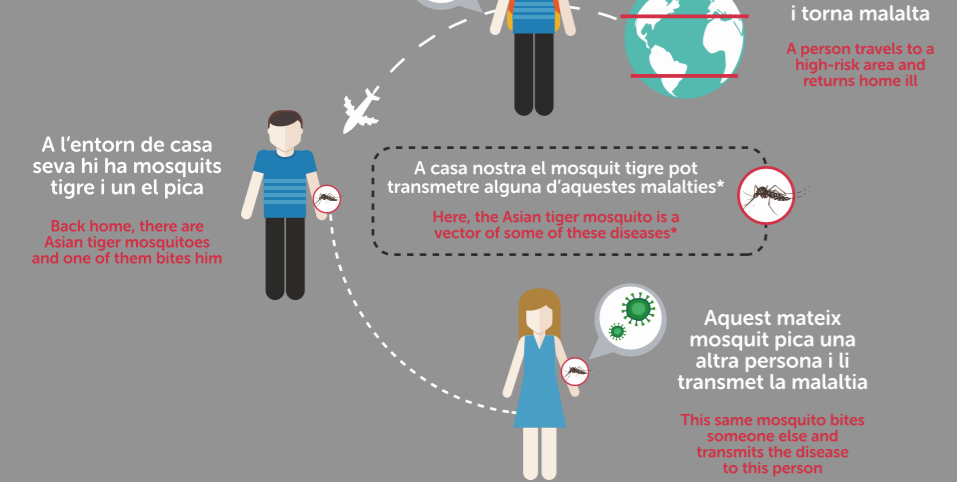 i torna malalta
A person travels to a
high-risk area and
returns home ill
A l'entorn de casa
seva hi ha mosquits
tigre i un el pica
Back home, there are
Asian tiger mosquitoes
and one of them bites him
A casa nostra el mosquit tigre pot
transmetre alguna d'aquestes malalties*
Here, the Asian tiger mosquito is a
vector of some of these diseases*
Aquest mateix
mosquit pica una
altra persona i li
transmet la malaltia
This same mosquito bites
someone else and
transmits the disease
to this person